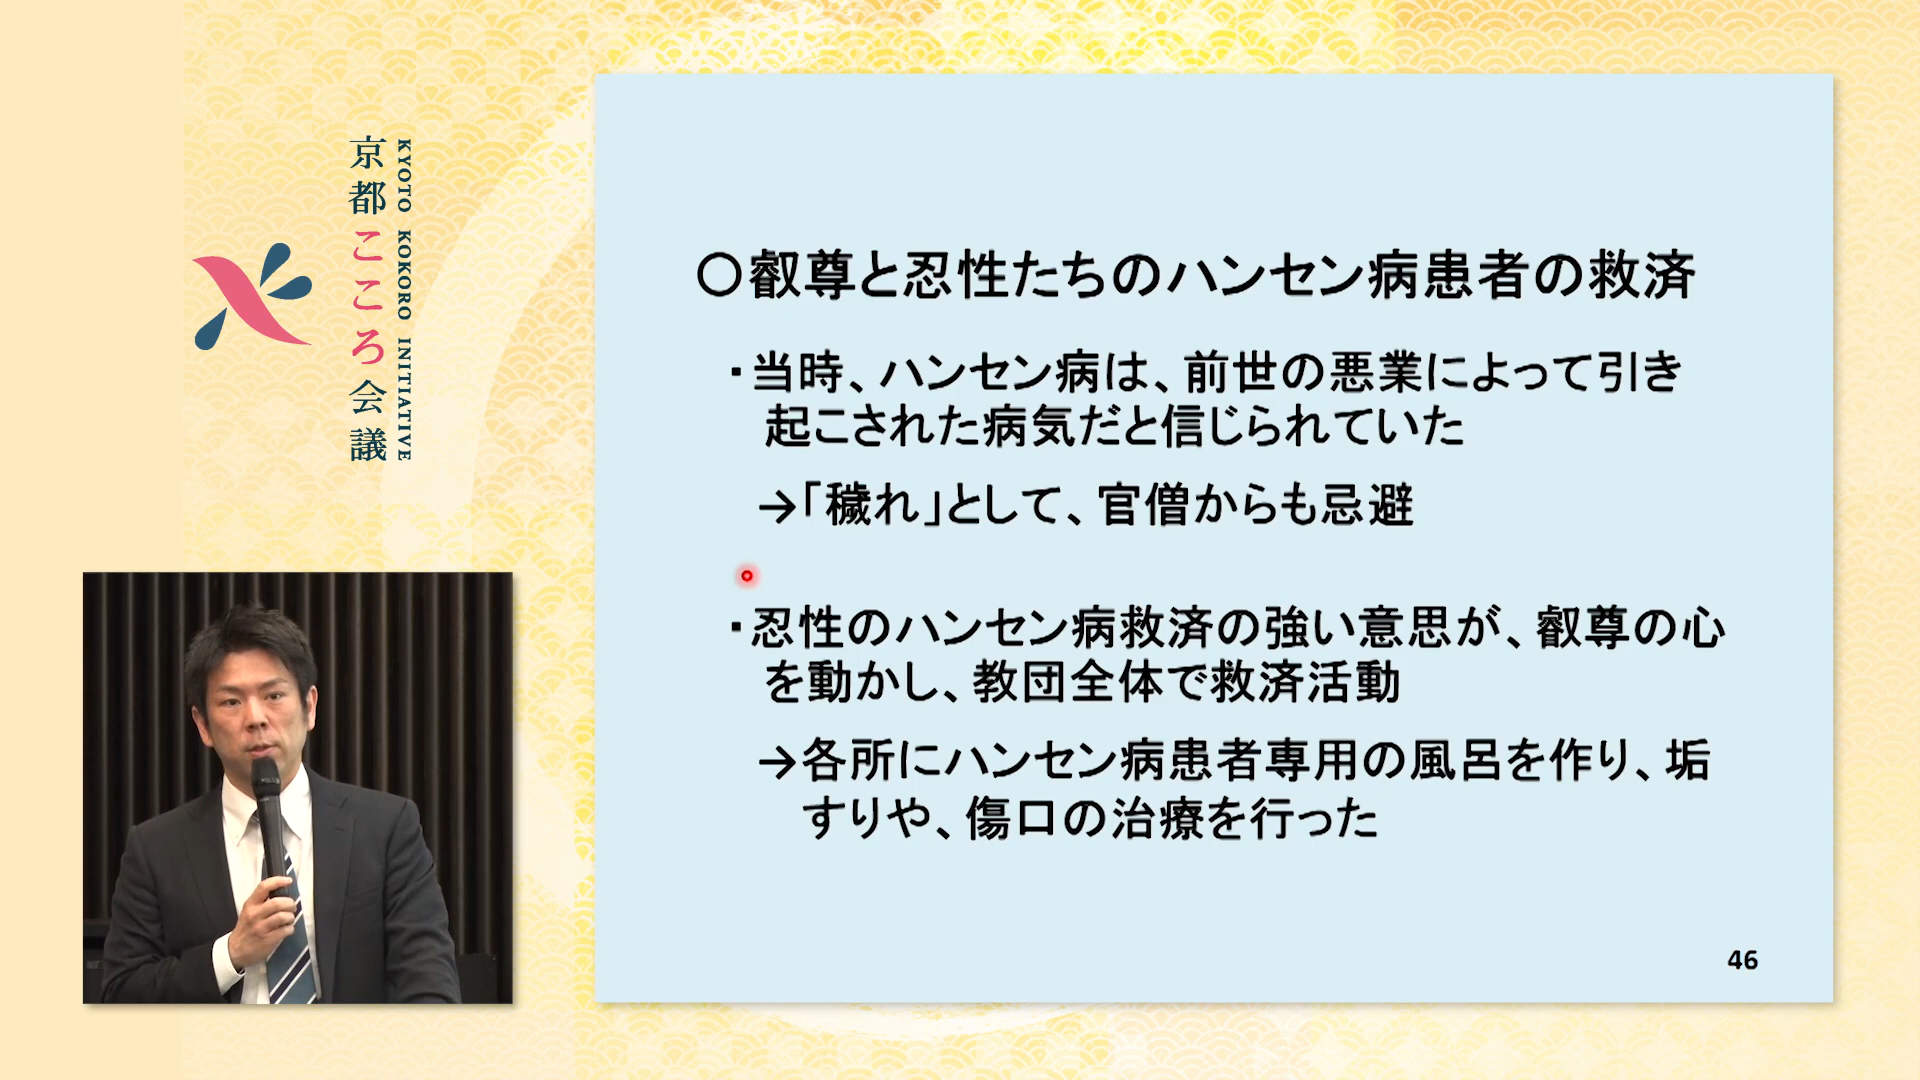 京都こころ会議
KYOTO KOKORO INITIATIVE
〇叡尊と忍性たちのハンセン病患者の救済
・当時、ハンセン病は、前世の悪業によって引き
起こされた病気だと信じられていた
→「穢れ」として、官僧からも忌避
・忍性のハンセン病救済の強い意思が、叡尊の心
を動かし、教団全体で救済活動
→各所にハンセン病患者専用の風呂を作り、垢
すりや、傷口の治療を行った
46